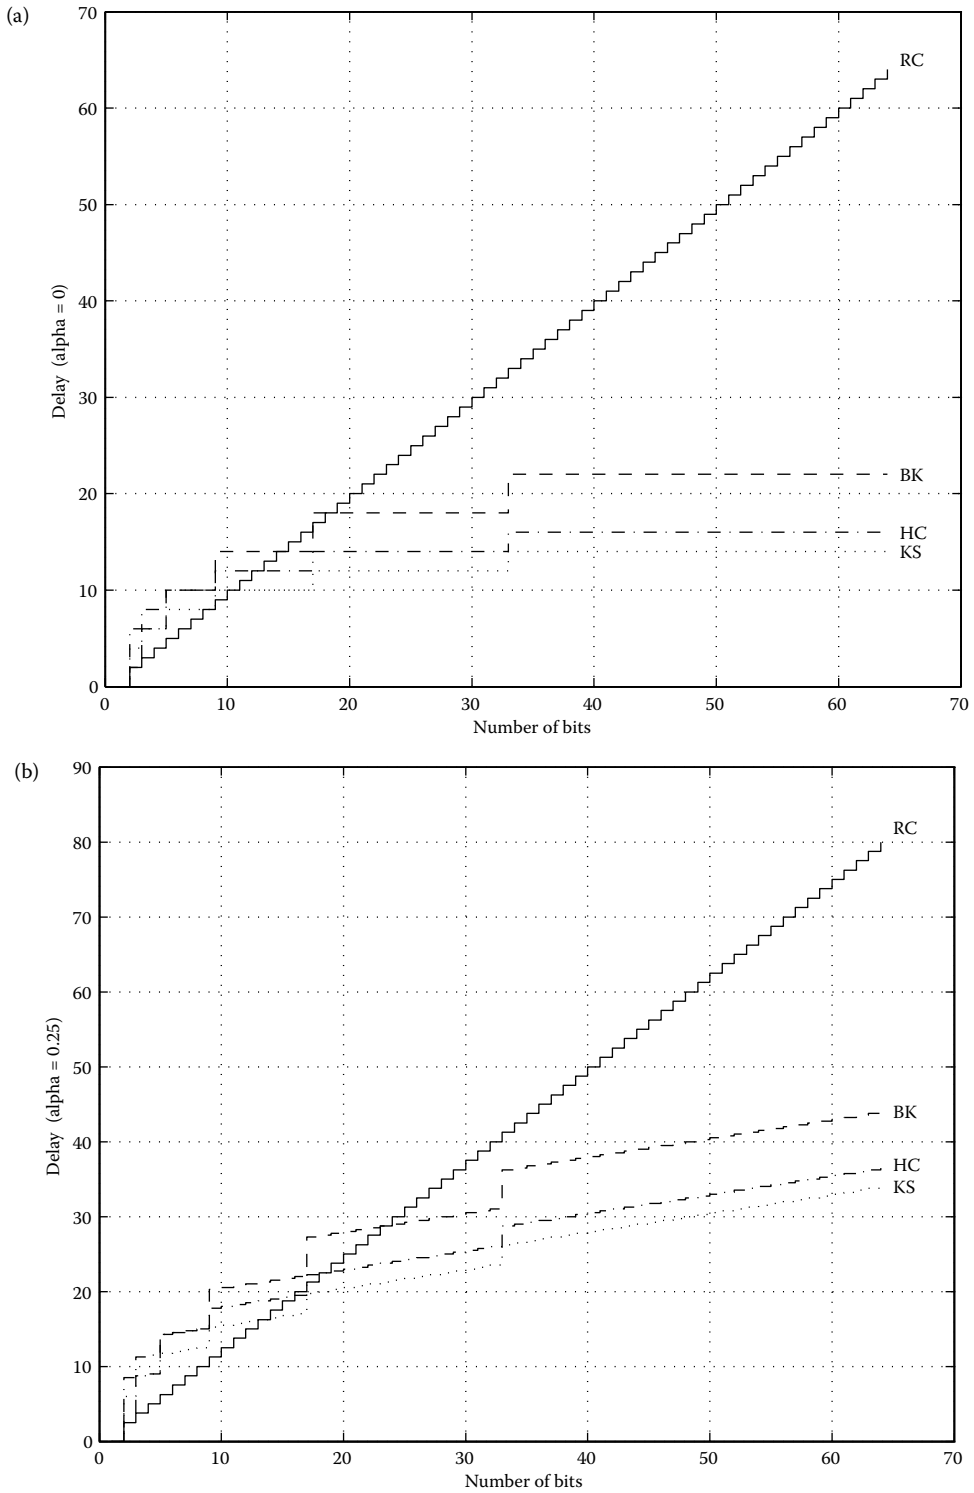 (a)
70
60
50
40
30
20
10
0
Delay (alpha = 0)
RC
BK
HC
KS
0 10 20 30 40 50 60 70
Number of bits
(b)
90
80
70
60
50
40
30
20
10
0
Delay (alpha = 0.25)
RC
BK
HC
KS
0 10 20 30 40 50 60 70
Number of bits